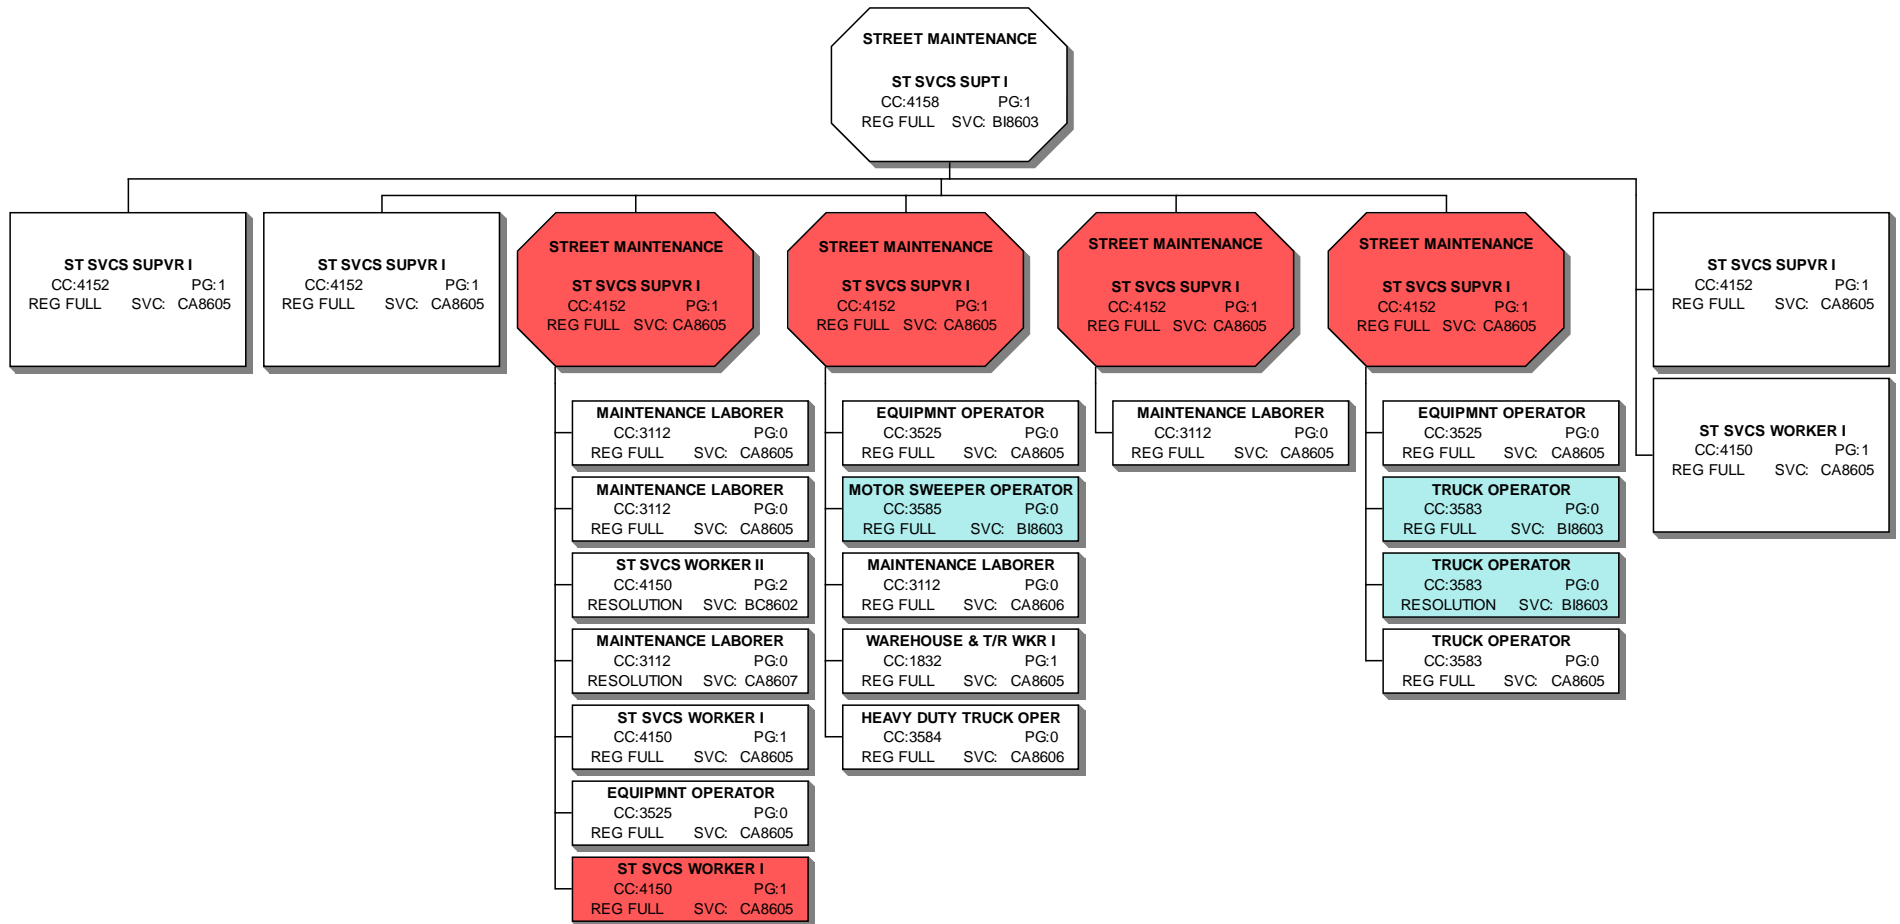 STREET MAINTENANCE
ST SVCS SUPT I
CC:4158 PG:1
REG FULL SVC: BI8603
ST SVCS SUPVR I
CC:4152 PG:1
REG FULL SVC: CA8605
ST SVCS SUPVR I
CC:4152 PG:1
REG FULL SVC: CA8605
STREET MAINTENANCE
ST SVCS SUPVR I
CC:4152 PG:1
REG FULL SVC: CA8605
MAINTENANCE LABORER
CC:3112 PG:0
REG FULL SVC: CA8605
MAINTENANCE LABORER
CC:3112 PG:0
REG FULL SVC: CA8605
ST SVCS WORKER II
CC:4150 PG:2
RESOLUTION SVC: BC8602
MAINTENANCE LABORER
CC:3112 PG:0
RESOLUTION SVC: CA8607
ST SVCS WORKER I
CC:4150 PG:1
REG FULL SVC: CA8605
EQUIPMNT OPERATOR
CC:3525 PG:0
REG FULL SVC: CA8605
ST SVCS WORKER I
CC:4150 PG:1
REG FULL SVC: CA8605
STREET MAINTENANCE
ST SVCS SUPVR I
CC:4152 PG:1
REG FULL SVC: CA8605
EQUIPMNT OPERATOR
CC:3525 PG:0
REG FULL SVC: CA8605
MOTOR SWEEPER OPERATOR
CC:3585 PG:0
REG FULL SVC: BI8603
MAINTENANCE LABORER
CC:3112 PG:0
REG FULL SVC: CA8606
WAREHOUSE & T/R WKR I
CC:1832 PG:1
REG FULL SVC: CA8605
HEAVY DUTY TRUCK OPER
CC:3584 PG:0
REG FULL SVC: CA8606
STREET MAINTENANCE
ST SVCS SUPVR I
CC:4152 PG:1
REG FULL SVC: CA8605
MAINTENANCE LABORER
CC:3112 PG:0
REG FULL SVC: CA8605
STREET MAINTENANCE
ST SVCS SUPVR I
CC:4152 PG:1
REG FULL SVC: CA8605
EQUIPMNT OPERATOR
CC:3525 PG:0
REG FULL SVC: CA8605
TRUCK OPERATOR
CC:3583 PG:0
REG FULL SVC: BI8603
TRUCK OPERATOR
CC:3583 PG:0
RESOLUTION SVC: BI8603
TRUCK OPERATOR
CC:3583 PG:0
REG FULL SVC: CA8605
ST SVCS SUPVR I
CC:4152 PG:1
REG FULL SVC: CA8605
ST SVCS WORKER I
CC:4150 PG:1
REG FULL SVC: CA8605